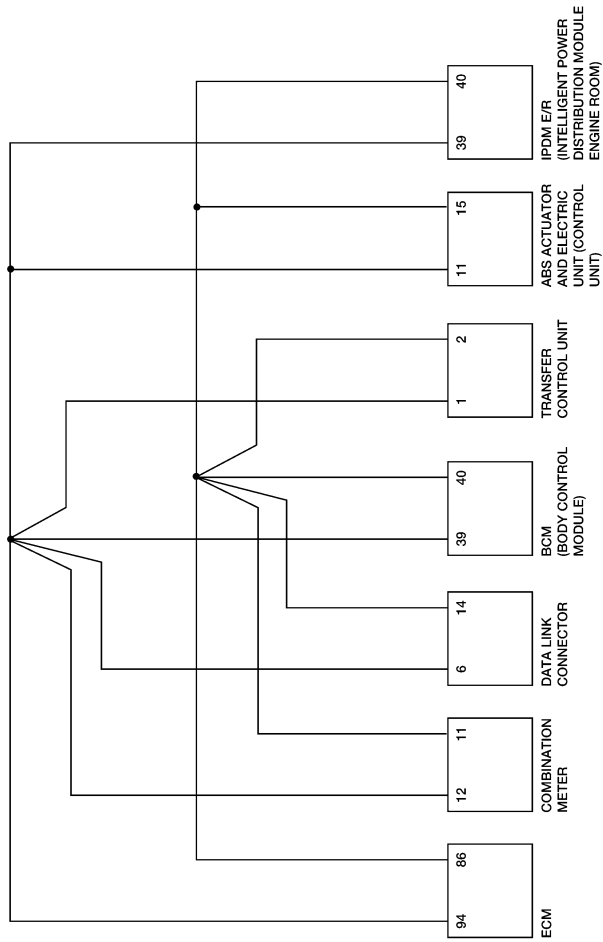 94 86
ECM
12 11
COMBINATION
METER
6 14
DATA LINK
CONNECTOR
39 40
BCM
(BODY CONTROL
MODULE)
1 2
TRANSFER
CONTROL UNIT
11 15
ABS ACTUATOR
AND ELECTRIC
UNIT (CONTROL
UNIT)
39 40
IPDM E/R
(INTELLIGENT POWER
DISTRIBUTION MODULE
ENGINE ROOM)